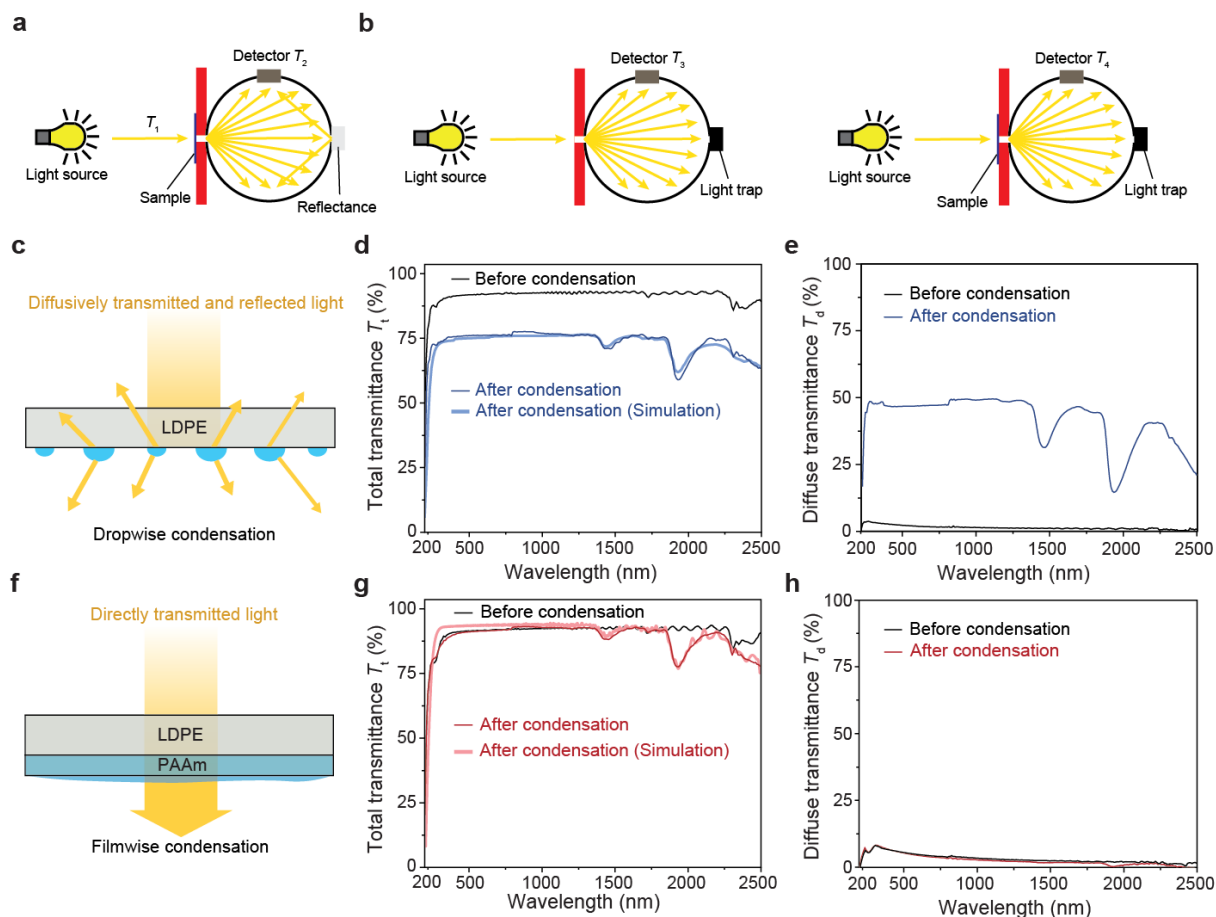 a
Detector T2
T1
Light source
Sample
Reflectance
b
Detector T3
Light source
Light trap
Detector T4
Light source
Sample
Light trap
c
Diffusively transmitted and reflected light
LDPE
Dropwise condensation
d
Total transmittance Tt (%)
100
75
50
25
0
Before condensation
After condensation
After condensation (Simulation)
200 500 1000 1500 2000 2500
Wavelength (nm)
e
Diffuse transmittance Td (%)
100
75
50
25
0
Before condensation
After condensation
200 500 1000 1500 2000 2500
Wavelength (nm)
f
Directly transmitted light
LDPE
PAAm
Filmwise condensation
g
Total transmittance Tt (%)
100
75
50
25
0
Before condensation
After condensation
After condensation (Simulation)
200 500 1000 1500 2000 2500
Wavelength (nm)
h
Diffuse transmittance Td (%)
100
75
50
25
0
Before condensation
After condensation
200 500 1000 1500 2000 2500
Wavelength (nm)